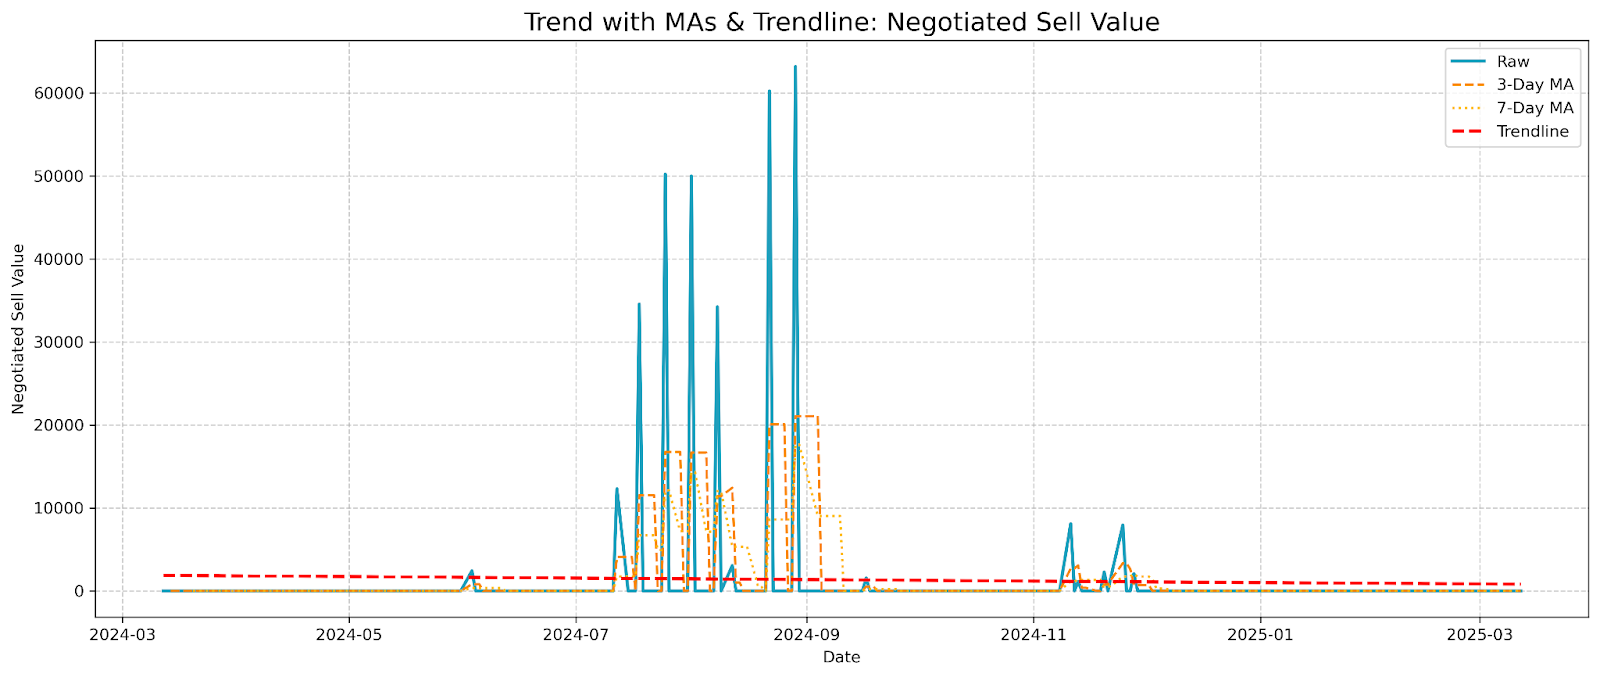 Trend with MAs & Trendline: Negotiated Sell Value
Raw
3-Day MA
7-Day MA
Trendline
Negotiated Sell Value
60000
50000
40000
30000
20000
10000
0
2024-03
2024-05
2024-07
2024-09
2024-11
2025-01
2025-03
Date